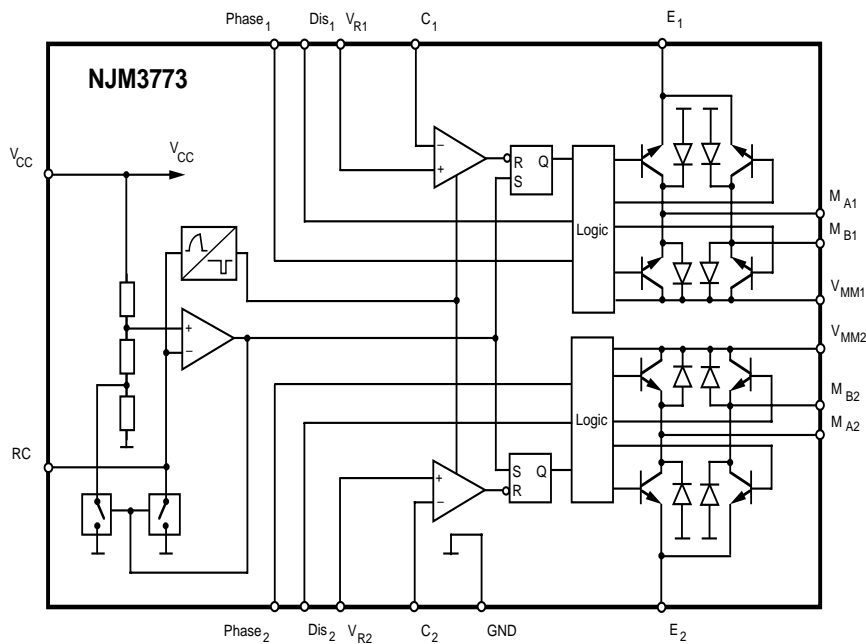 Phase1 Dis1 VR1 C1 E1
NJM3773
VCC VCC
− R Q
+ S
MA1
MB1
Logic
VMM1
VMM2
+
−
Logic
MB2
MA2
RC
+ S Q
− R
Phase2 Dis2 VR2 C2 GND E2